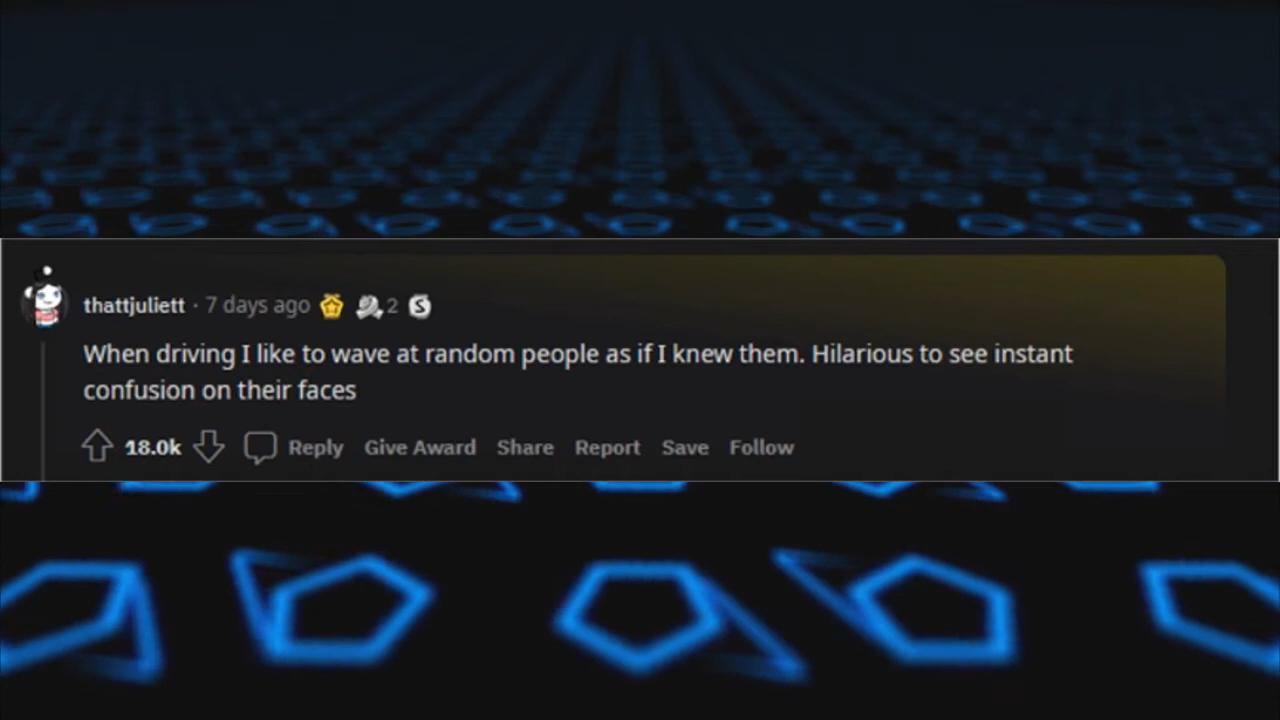 thattjuliett · 7 days ago 2 S
When driving I like to wave at random people as if I knew them. Hilarious to see instant
confusion on their faces
18.0k Reply Give Award Share Report Save Follow